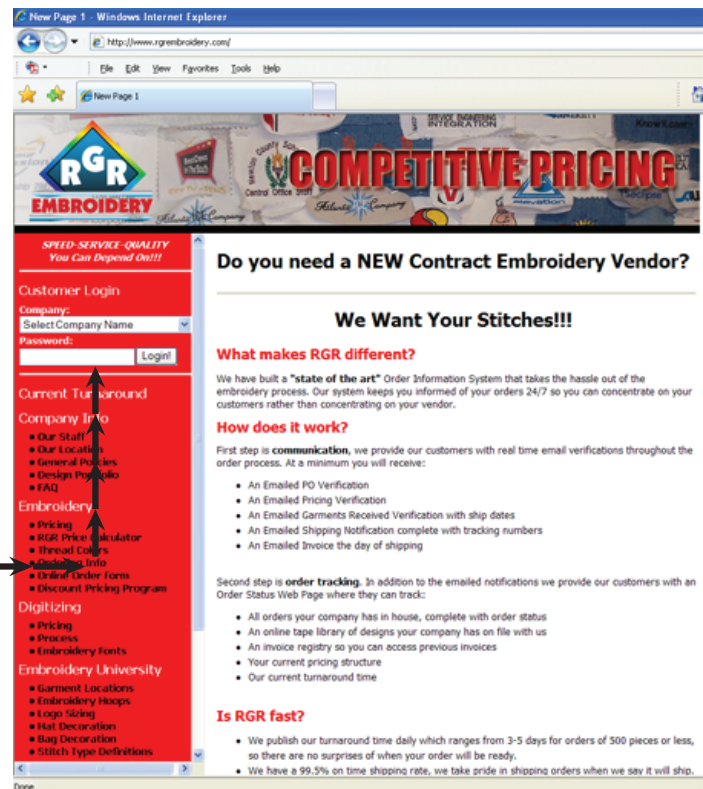 New Page 1 - Windows Internet Explorer
http://www.rgrembroidery.com/
File Edit View Favorites Tools Help
New Page 1
SERVICE ENGINEERING
INTEGRATION
COMPETITIVE PRICING
RGR
EMBROIDERY
Central Office Staff
Atlanta Company
elevation
SPEED-SERVICE-QUALITY
You Can Depend On!!!
Customer Login
Company:
Select Company Name
Password:
Login!
Current Turnaround
Company Info
• Our Staff
• Our Location
• General Policies
• Design Portfolio
• FAQ
Embroidery
• Pricing
• RGR Price Calculator
• Thread Colors
• Ordering Info
• Online Order Form
• Discount Pricing Program
Digitizing
• Pricing
• Process
• Embroidery Fonts
Embroidery University
• Garment Locations
• Embroidery Hoops
• Logo Sizing
• Hat Decoration
• Bag Decoration
• Stitch Type Definitions
Do you need a NEW Contract Embroidery Vendor?
We Want Your Stitches!!!
What makes RGR different?
We have built a "state of the art" Order Information System that takes the hassle out of the
embroidery process. Our system keeps you informed of your orders 24/7 so you can concentrate on your
customers rather than concentrating on your vendor.
How does it work?
First step is communication, we provide our customers with real time email verifications throughout the
order process. At a minimum you will receive:
• An Emailed PO Verification
• An Emailed Pricing Verification
• An Emailed Garments Received Verification with ship dates
• An Emailed Shipping Notification complete with tracking numbers
• An Emailed Invoice the day of shipping
Second step is order tracking. In addition to the emailed notifications we provide our customers with an
Order Status Web Page where they can track:
• All orders your company has in house, complete with order status
• An online tape library of designs your company has on file with us
• An invoice registry so you can access previous invoices
• Your current pricing structure
• Our current turnaround time
Is RGR fast?
• We publish our turnaround time daily which ranges from 3-5 days for orders of 500 pieces or less,
so there are no surprises of when your order will be ready.
• We have a 99.5% on time shipping rate, we take pride in shipping orders when we say it will ship.
Done